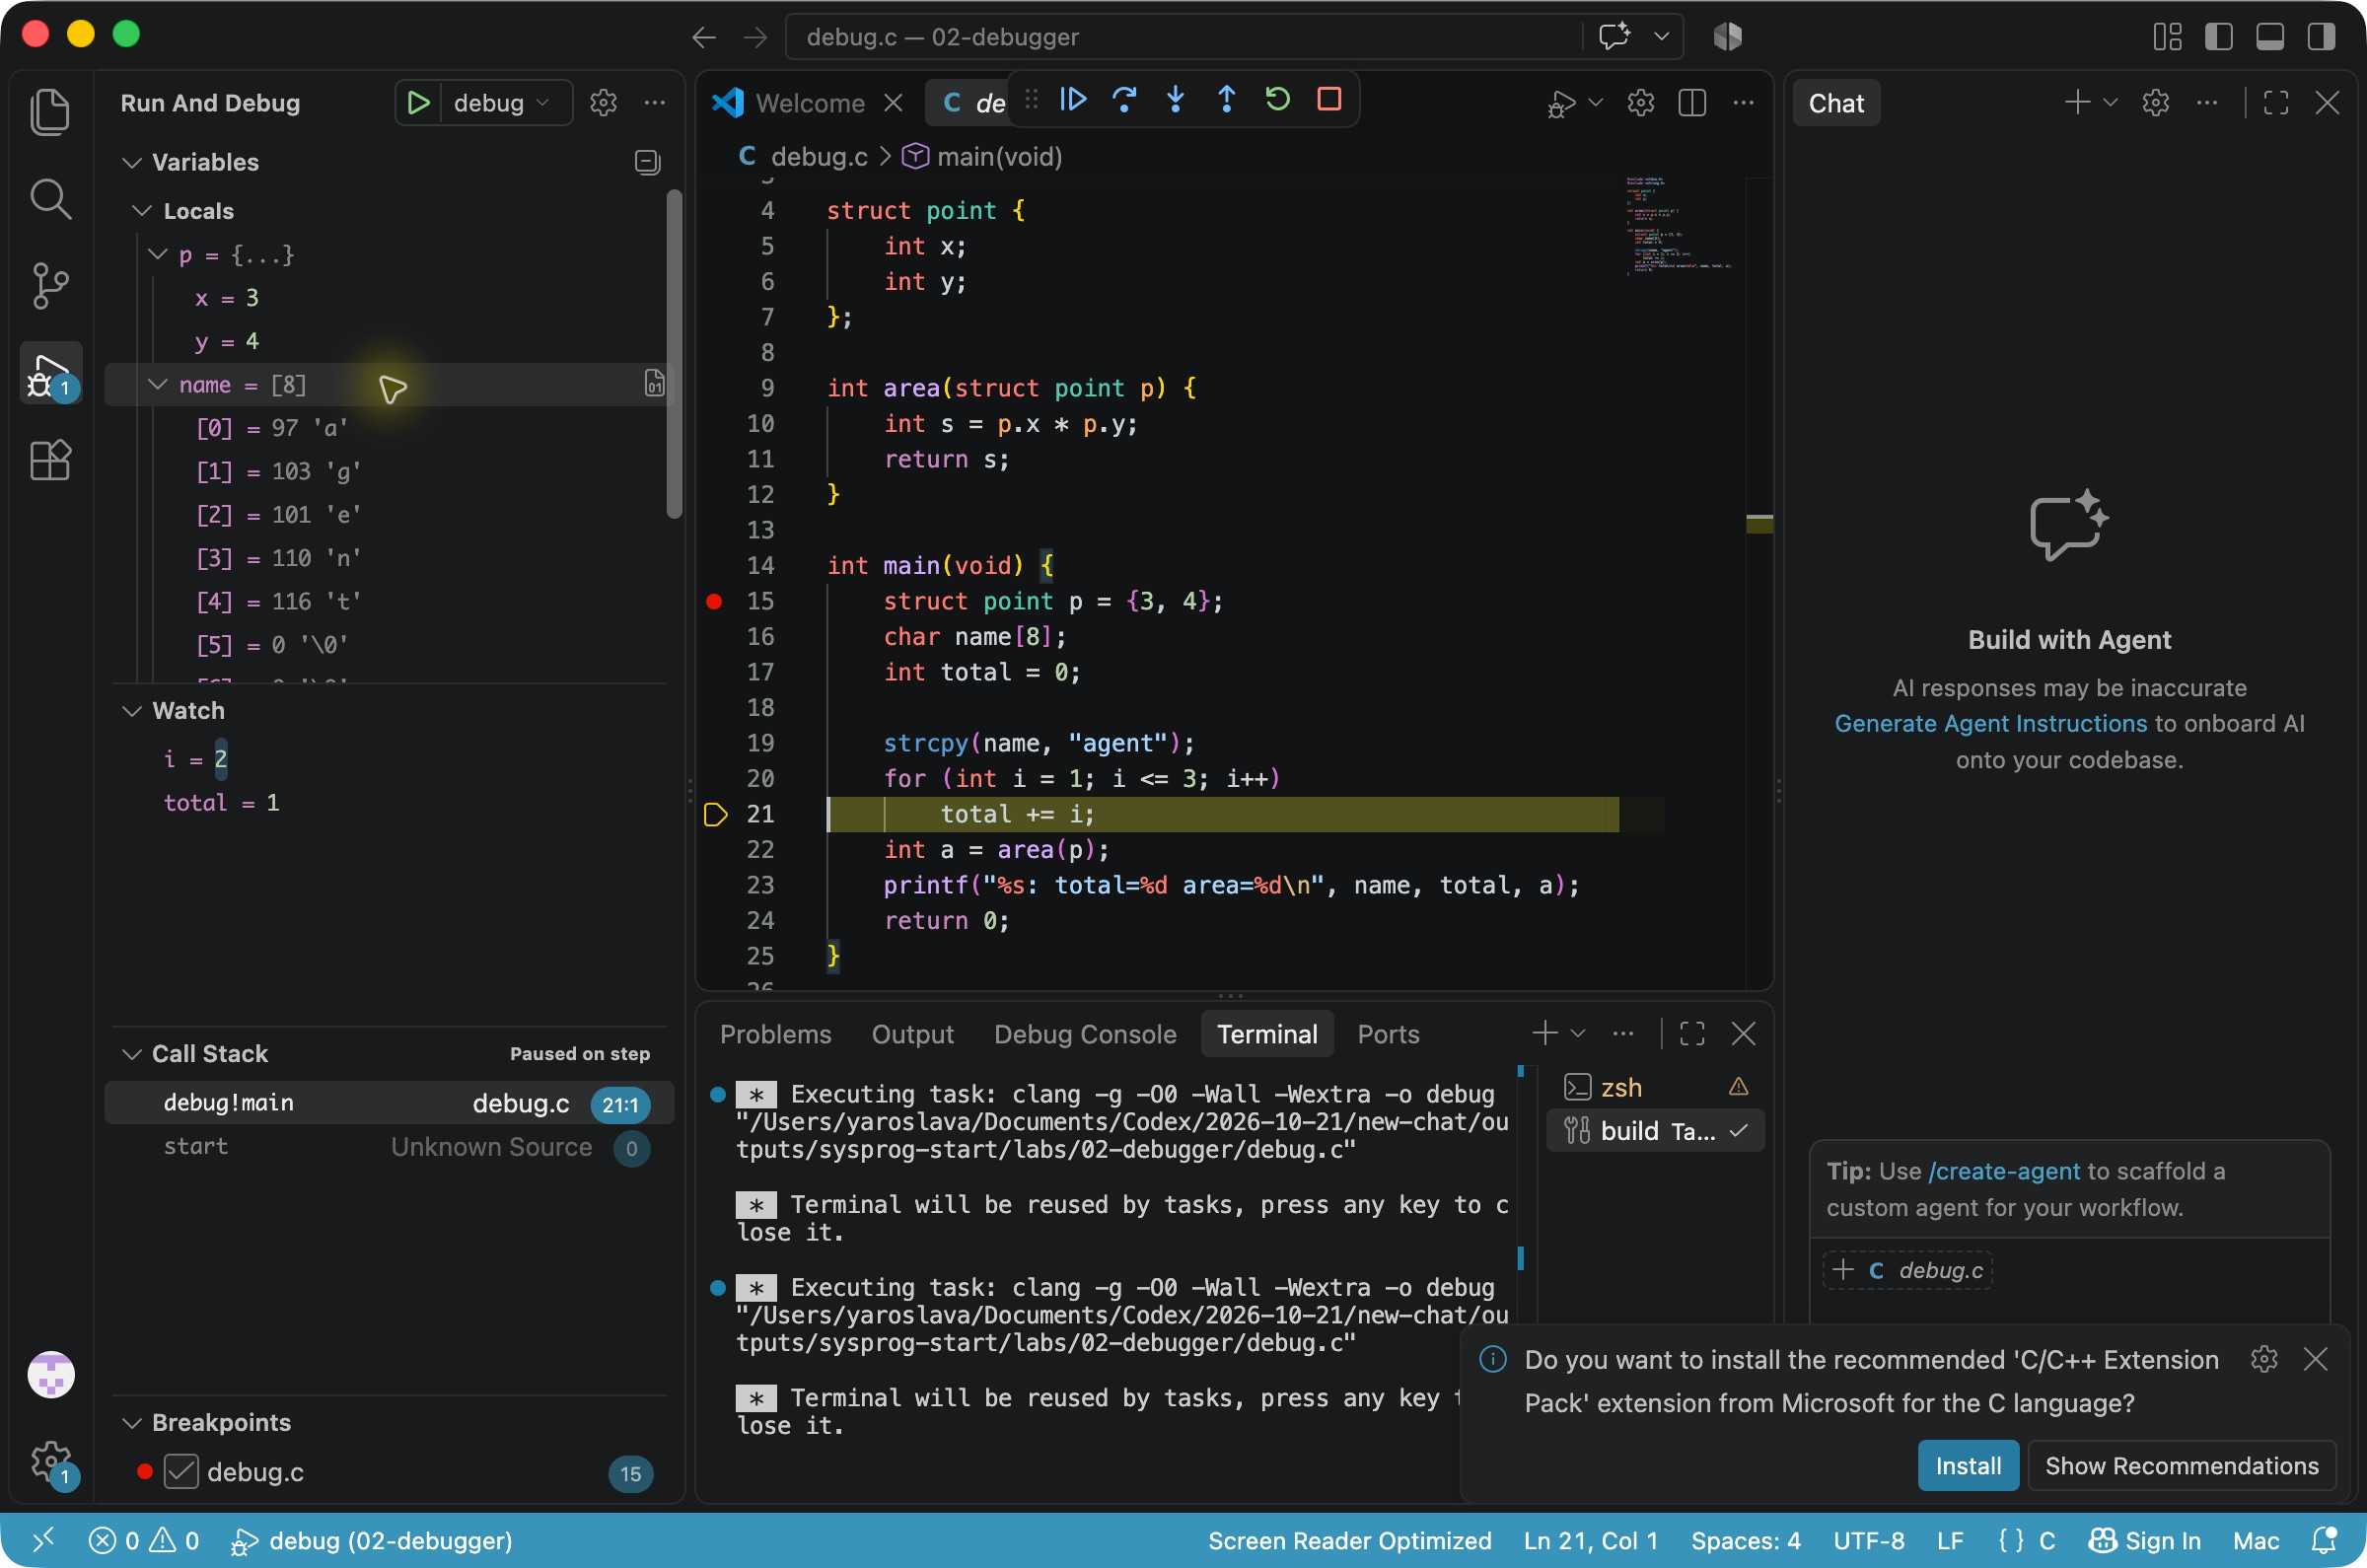 debug.c — 02-debugger
Run And Debug
debug
Variables
Locals
p = {...}
x = 3
y = 4
name = [8]
[0] = 97 'a'
[1] = 103 'g'
[2] = 101 'e'
[3] = 110 'n'
[4] = 116 't'
[5] = 0 '\0'
Watch
i = 2
total = 1
Call Stack
Paused on step
debug!main debug.c 21:1
start Unknown Source 0
Breakpoints
debug.c 15
1
1
Welcome
C de
C debug.c > main(void)
4 struct point {
5     int x;
6     int y;
7 };
8
9 int area(struct point p) {
10     int s = p.x * p.y;
11     return s;
12 }
13
14 int main(void) {
15     struct point p = {3, 4};
16     char name[8];
17     int total = 0;
18
19     strcpy(name, "agent");
20     for (int i = 1; i <= 3; i++)
21         total += i;
22     int a = area(p);
23     printf("%s: total=%d area=%d\n", name, total, a);
24     return 0;
25 }
Problems Output Debug Console Terminal Ports
* Executing task: clang -g -O0 -Wall -Wextra -o debug
"/Users/yaroslava/Documents/Codex/2026-10-21/new-chat/ou
tputs/sysprog-start/labs/02-debugger/debug.c"
* Terminal will be reused by tasks, press any key to c
lose it.
* Executing task: clang -g -O0 -Wall -Wextra -o debug
"/Users/yaroslava/Documents/Codex/2026-10-21/new-chat/ou
tputs/sysprog-start/labs/02-debugger/debug.c"
* Terminal will be reused by tasks, press any key
lose it.
zsh
build Ta...
Chat
Build with Agent
AI responses may be inaccurate
Generate Agent Instructions to onboard AI
onto your codebase.
Tip: Use /create-agent to scaffold a
custom agent for your workflow.
C debug.c
Do you want to install the recommended 'C/C++ Extension
Pack' extension from Microsoft for the C language?
Install
Show Recommendations
0 0 debug (02-debugger)
Screen Reader Optimized Ln 21, Col 1 Spaces: 4 UTF-8 LF {} C Sign In Mac